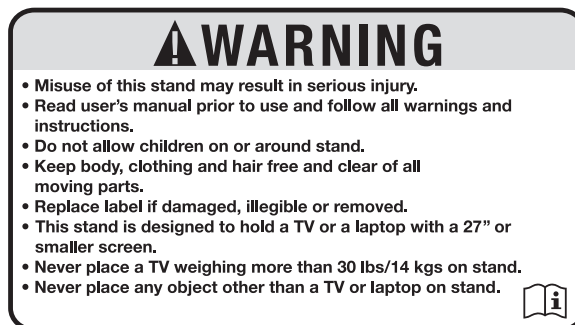 WARNING
• Misuse of this stand may result in serious injury.
• Read user's manual prior to use and follow all warnings and
instructions.
• Do not allow children on or around stand.
• Keep body, clothing and hair free and clear of all
moving parts.
• Replace label if damaged, illegible or removed.
• This stand is designed to hold a TV or a laptop with a 27” or
smaller screen.
• Never place a TV weighing more than 30 lbs/14 kgs on stand.
• Never place any object other than a TV or laptop on stand.